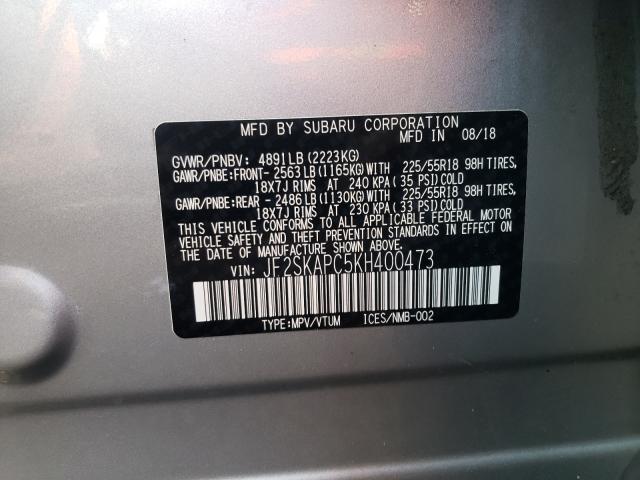 MFD BY SUBARU CORPORATION
MFD IN 08/18
GVWR/PNBV: 4891LB (2223KG)
GAWR/PNBE:FRONT- 2563LB (1165KG) WITH 225/55R18 98H TIRES,
18X7J RIMS AT 240 KPA ( 35 PSI) COLD
GAWR/PNBE:REAR - 2486LB (1130KG) WITH 225/55R18 98H TIRES,
18X7J RIMS AT 230 KPA ( 33 PSI) COLD
THIS VEHICLE CONFORMS TO ALL APPLICABLE FEDERAL MOTOR
VEHICLE SAFETY AND THEFT PREVENTION STANDARDS IN EFFECT ON
THE DATE OF MANUFACTURE SHOWN ABOVE.
VIN: JF2SKAPC5KH400473
TYPE:MPV/VTUM ICES/NMB-002